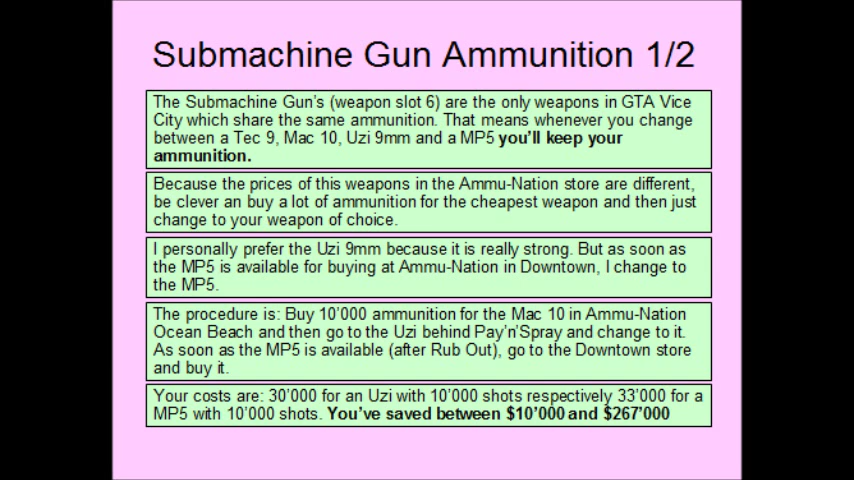 Submachine Gun Ammunition 1/2
The Submachine Gun's (weapon slot 6) are the only weapons in GTA Vice
City which share the same ammunition. That means whenever you change
between a Tec 9, Mac 10, Uzi 9mm and a MP5 you'll keep your
ammunition.
Because the prices of this weapons in the Ammu-Nation store are different,
be clever an buy a lot of ammunition for the cheapest weapon and then just
change to your weapon of choice.
I personally prefer the Uzi 9mm because it is really strong. But as soon as
the MP5 is available for buying at Ammu-Nation in Downtown, I change to
the MP5.
The procedure is: Buy 10'000 ammunition for the Mac 10 in Ammu-Nation
Ocean Beach and then go to the Uzi behind Pay'n'Spray and change to it.
As soon as the MP5 is available (after Rub Out), go to the Downtown store
and buy it.
Your costs are: 30'000 for an Uzi with 10'000 shots respectively 33'000 for a
MP5 with 10'000 shots. You've saved between $10'000 and $267'000